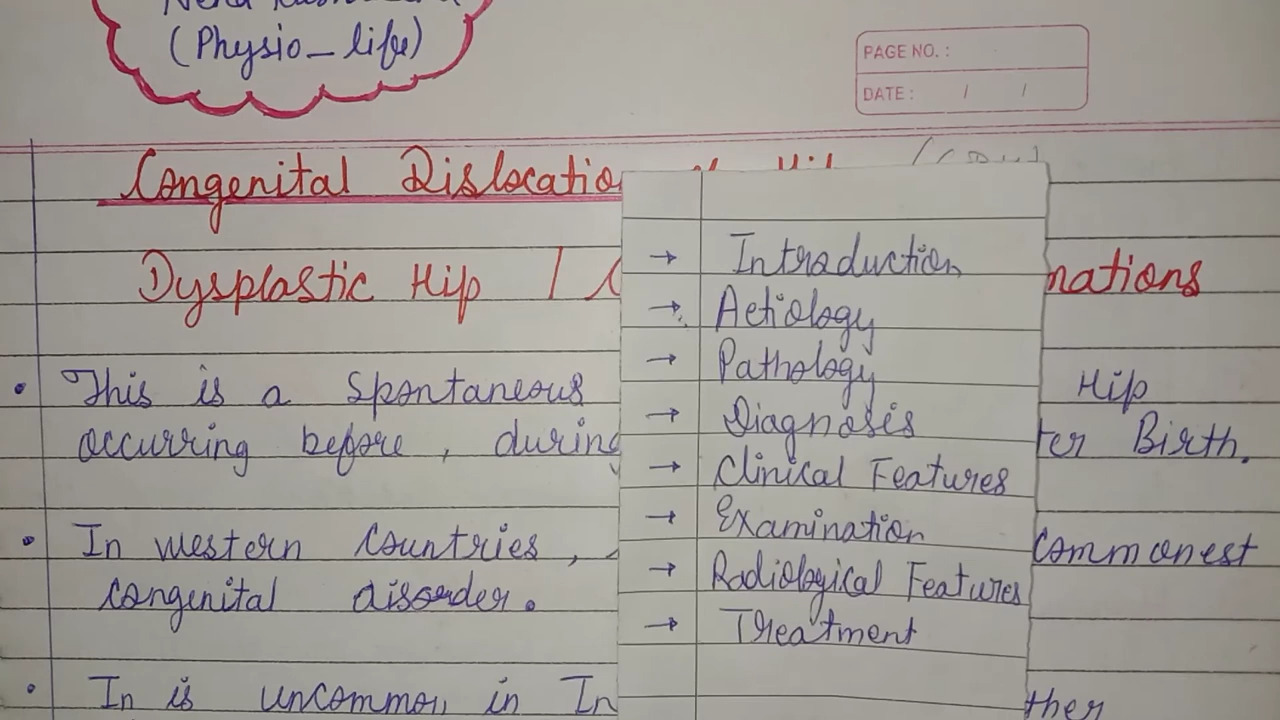 (Physio_life)
PAGE NO. :
DATE : / /
Congenital Dislocatio
Dysplastic Hip /
nations
This is a Spontaneous
Hip
occurring before, during
ter Birth.
In western Countries,
Commonest
congenital disorder.
In is uncommon in In
ther
→ Introduction
→ Aetiology
→ Pathology
→ Diagnosis
→ Clinical Features
→ Examination
→ Radiological Features
→ Treatment